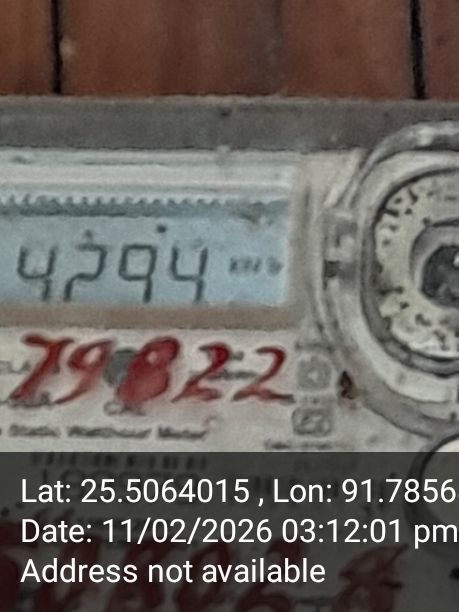 4294 kWh
79822
Static Watthour Meter
Lat: 25.5064015 , Lon: 91.7856
Date: 11/02/2026 03:12:01 pm
Address not available